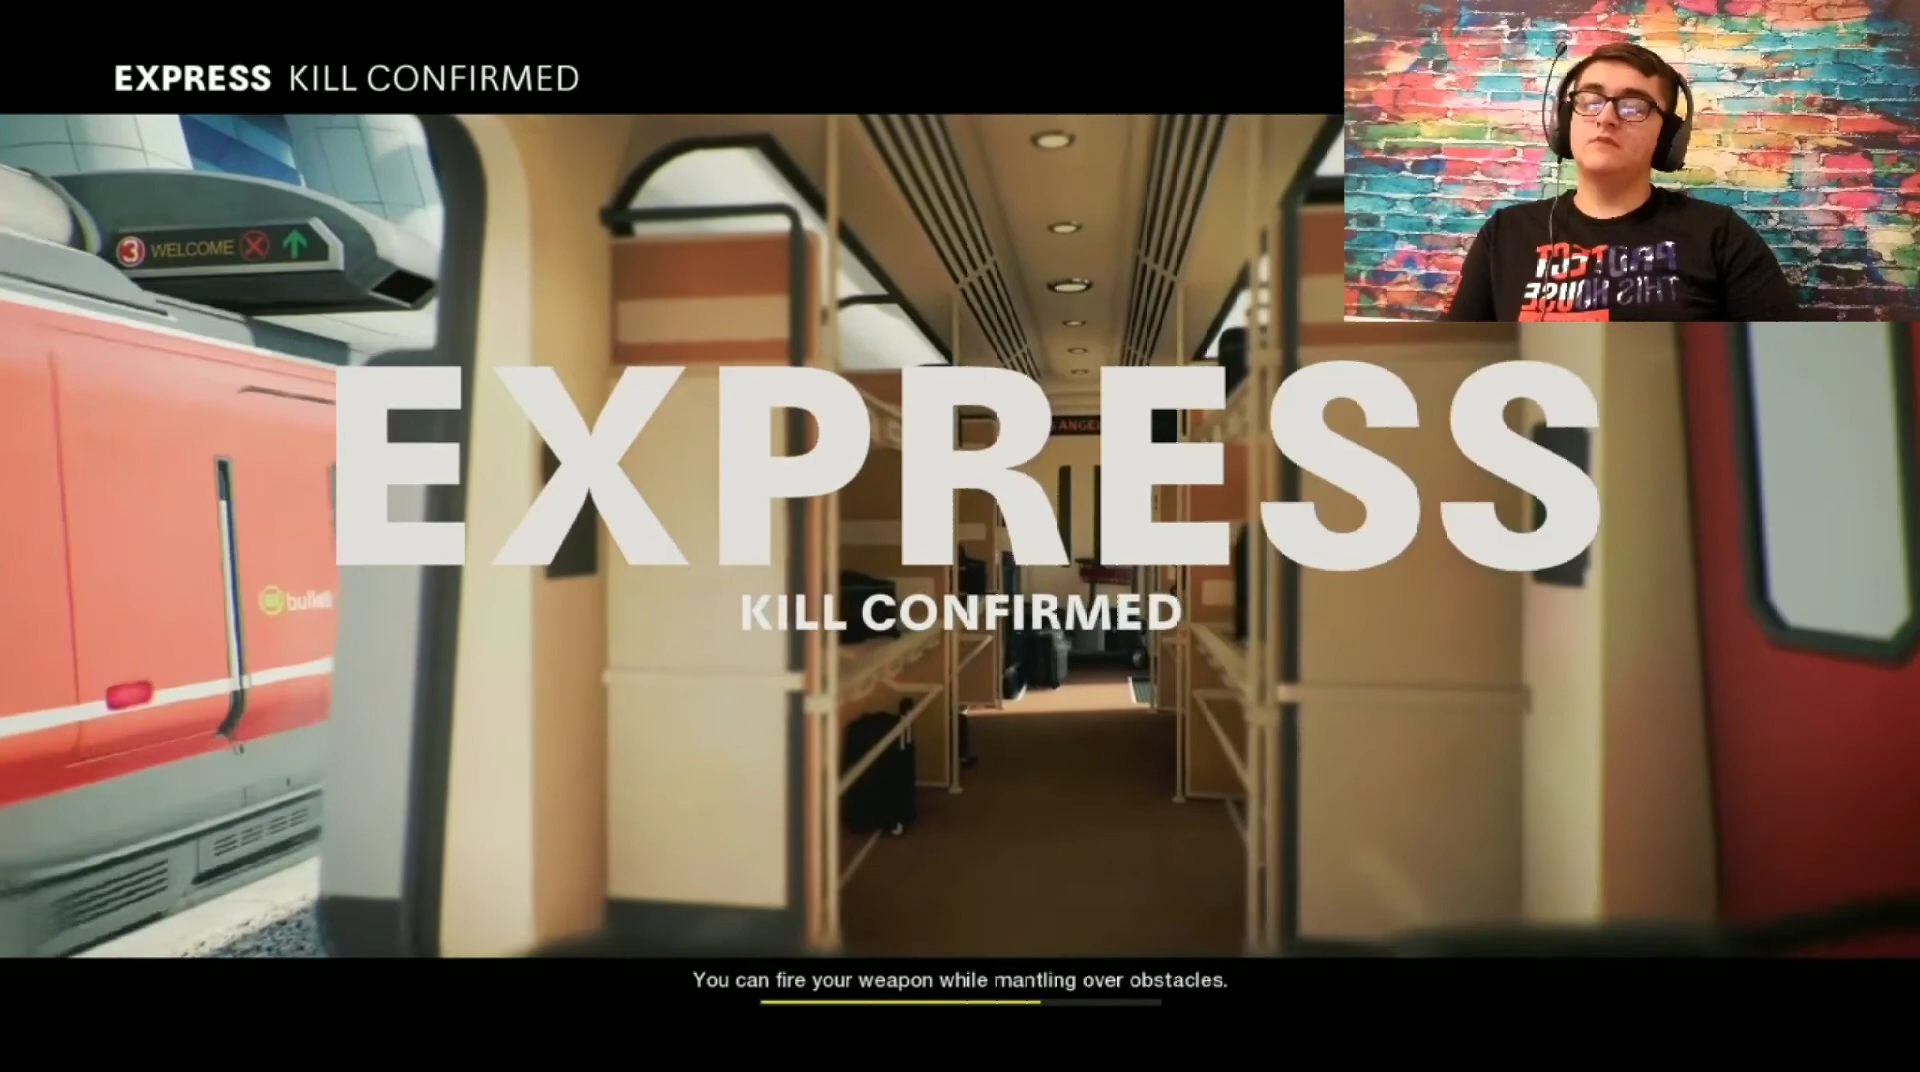 EXPRESS KILL CONFIRMED
3 WELCOME
PROTECT
THIS HOUSE
EXPRESS
ANGEL
KILL CONFIRMED
You can fire your weapon while mantling over obstacles.